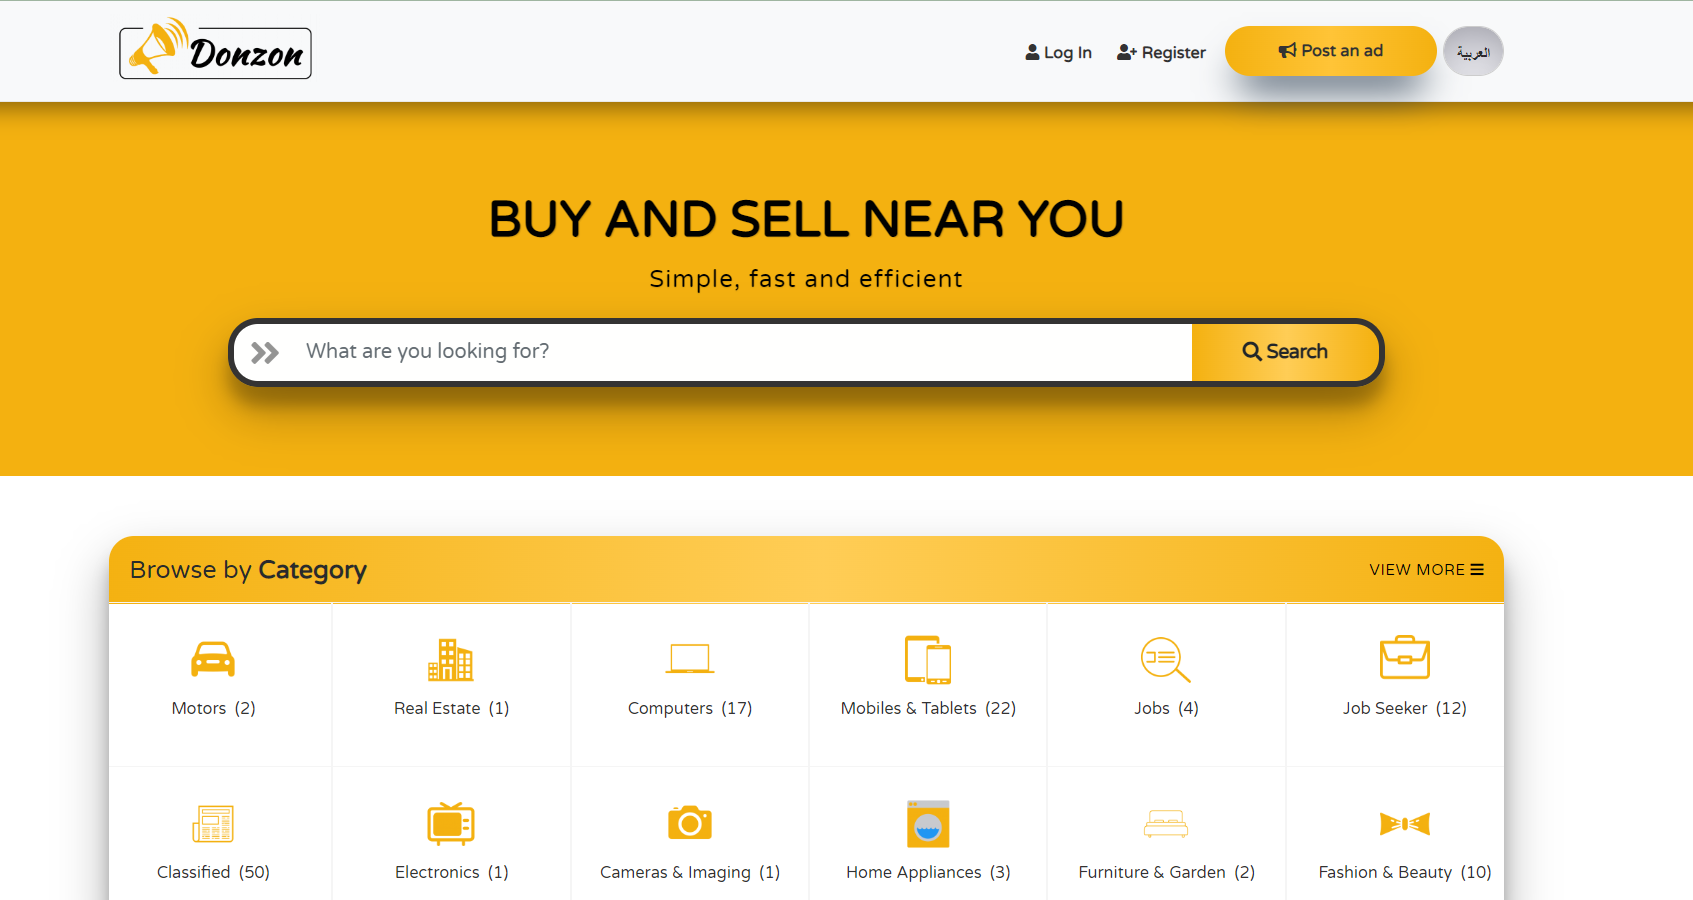 Donzon
Log In
Register
Post an ad
العربية
BUY AND SELL NEAR YOU
Simple, fast and efficient
What are you looking for?
Search
Browse by Category
VIEW MORE
Motors (2)
Real Estate (1)
Computers (17)
Mobiles & Tablets (22)
Jobs (4)
Job Seeker (12)
Classified (50)
Electronics (1)
Cameras & Imaging (1)
Home Appliances (3)
Furniture & Garden (2)
Fashion & Beauty (10)